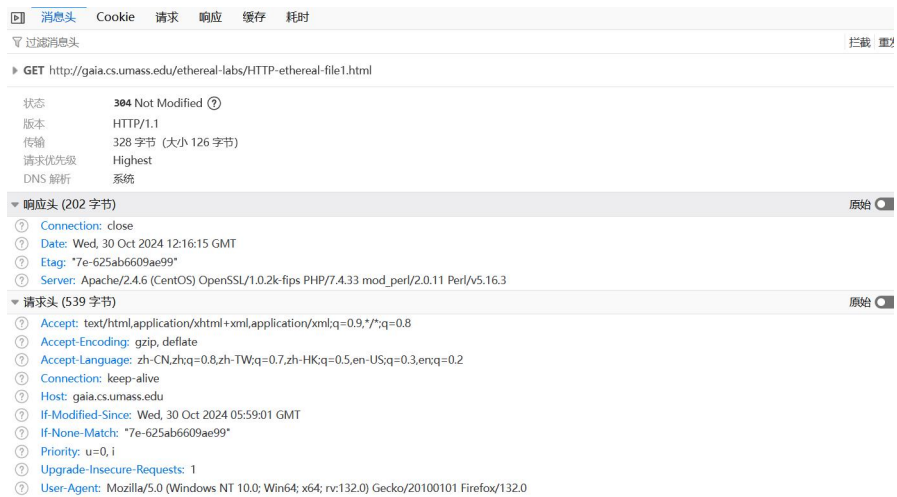 消息头 Cookie 请求 响应 缓存 耗时
过滤消息头 拦截 重发
GET http://gaia.cs.umass.edu/ethereal-labs/HTTP-ethereal-file1.html
状态 304 Not Modified
版本 HTTP/1.1
传输 328 字节 (大小 126 字节)
请求优先级 Highest
DNS 解析 系统
响应头 (202 字节) 原始
Connection: close
Date: Wed, 30 Oct 2024 12:16:15 GMT
Etag: "7e-625ab6609ae99"
Server: Apache/2.4.6 (CentOS) OpenSSL/1.0.2k-fips PHP/7.4.33 mod_perl/2.0.11 Perl/v5.16.3
请求头 (539 字节) 原始
Accept: text/html,application/xhtml+xml,application/xml;q=0.9,*/*;q=0.8
Accept-Encoding: gzip, deflate
Accept-Language: zh-CN,zh;q=0.8,zh-TW;q=0.7,zh-HK;q=0.5,en-US;q=0.3,en;q=0.2
Connection: keep-alive
Host: gaia.cs.umass.edu
If-Modified-Since: Wed, 30 Oct 2024 05:59:01 GMT
If-None-Match: "7e-625ab6609ae99"
Priority: u=0, i
Upgrade-Insecure-Requests: 1
User-Agent: Mozilla/5.0 (Windows NT 10.0; Win64; x64; rv:132.0) Gecko/20100101 Firefox/132.0